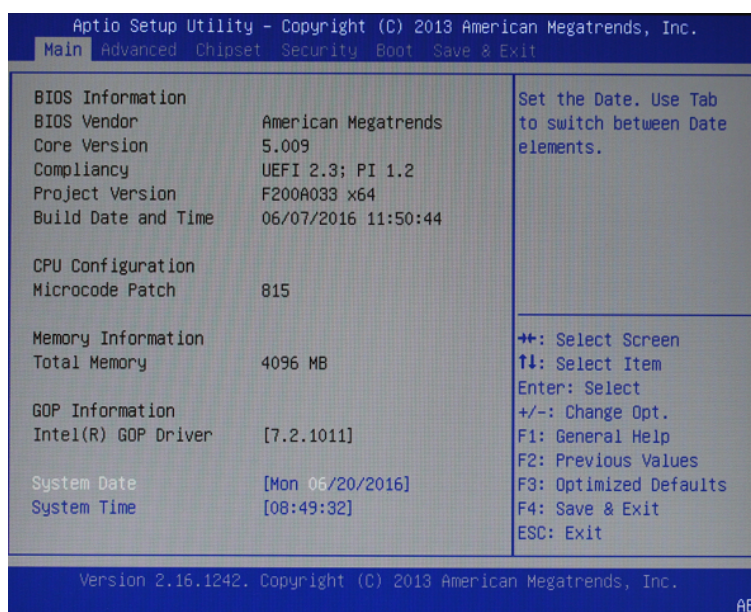 Aptio Setup Utility – Copyright (C) 2013 American Megatrends, Inc.
Main Advanced Chipset Security Boot Save & Exit
BIOS Information
BIOS Vendor American Megatrends
Core Version 5.009
Compliancy UEFI 2.3; PI 1.2
Project Version F200A033 x64
Build Date and Time 06/07/2016 11:50:44
CPU Configuration
Microcode Patch 815
Memory Information
Total Memory 4096 MB
GOP Information
Intel(R) GOP Driver [7.2.1011]
System Date [Mon 06/20/2016]
System Time [08:49:32]
Set the Date. Use Tab
to switch between Date
elements.
→←: Select Screen
↑↓: Select Item
Enter: Select
+/-: Change Opt.
F1: General Help
F2: Previous Values
F3: Optimized Defaults
F4: Save & Exit
ESC: Exit
Version 2.16.1242. Copyright (C) 2013 American Megatrends, Inc.